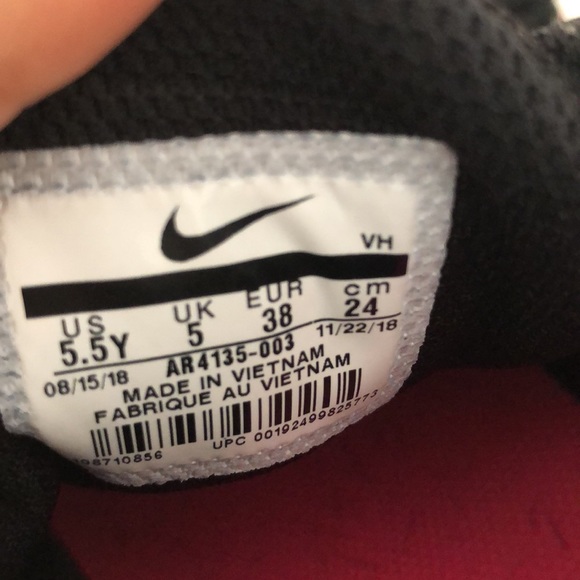 VH
US UK EUR cm
5.5Y 5 38 24
08/15/18 AR4135-003 11/22/18
MADE IN VIETNAM
FABRIQUE AU VIETNAM
98710856 UPC 00192499825773